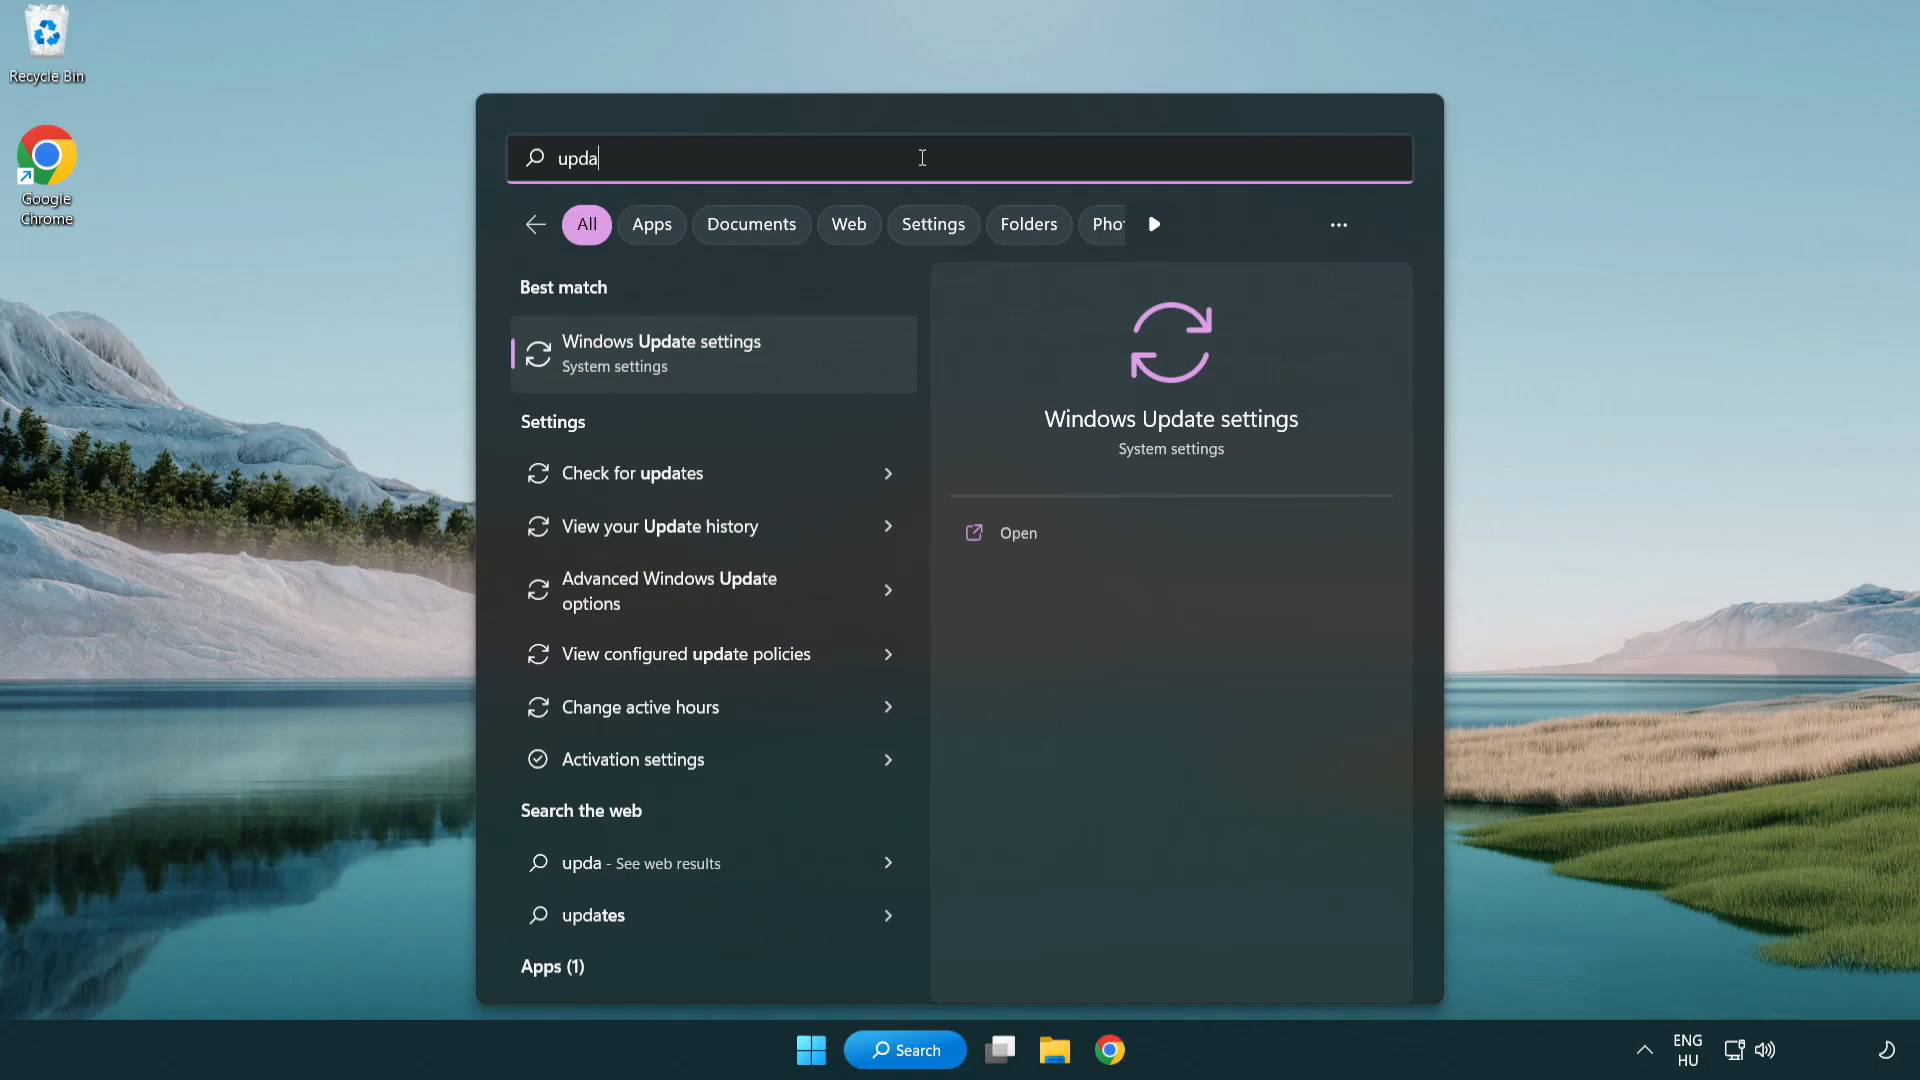 Recycle Bin
Google
Chrome
upda
All
Apps
Documents
Web
Settings
Folders
Pho
Best match
Windows Update settings
System settings
Settings
Check for updates
View your Update history
Advanced Windows Update
options
View configured update policies
Change active hours
Activation settings
Search the web
upda - See web results
updates
Apps (1)
Windows Update settings
System settings
Open
Search
ENG
HU